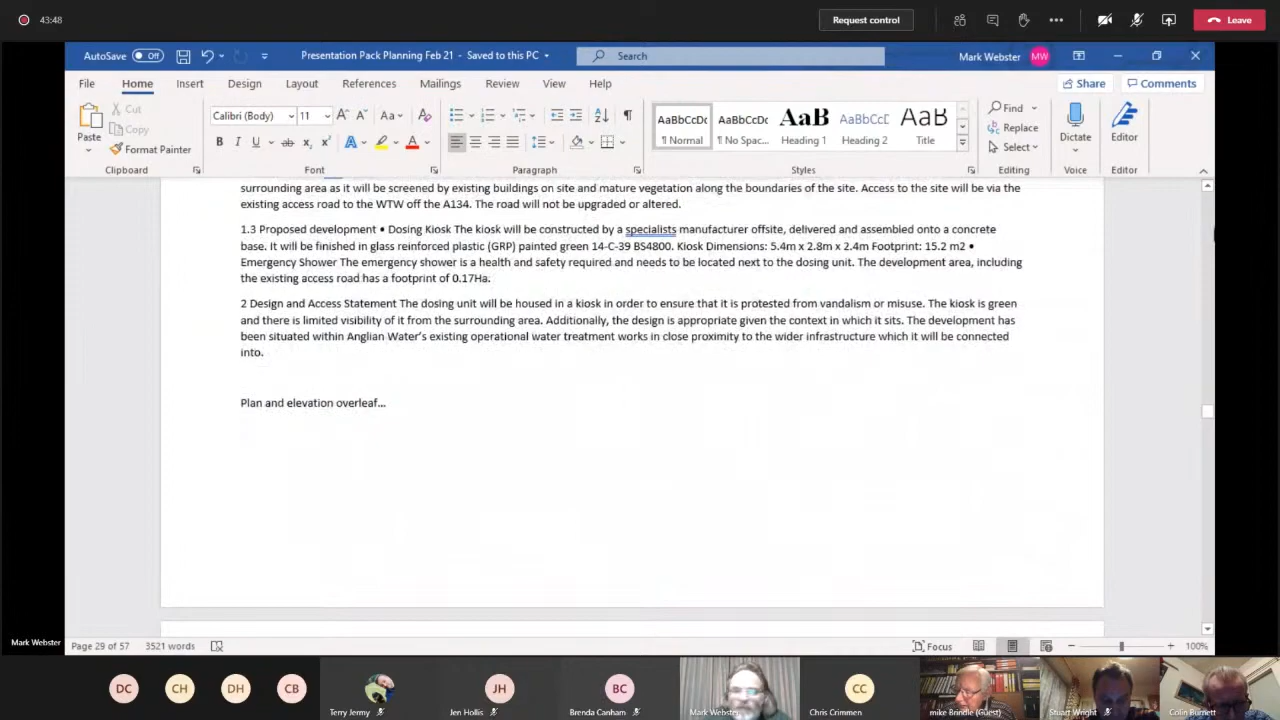 43:48
Request control
Leave
AutoSave Off
Presentation Pack Planning Feb 21 - Saved to this PC
Search
Mark Webster
MW
File Home Insert Design Layout References Mailings Review View Help
Share Comments
Paste
Cut
Copy
Format Painter
Calibri (Body) 11
Aa
B I U ab x₂ x² A A
AaBbCcDc AaBbCcDc AaB AaBbCcD AaB
¶ Normal ¶ No Spac... Heading 1 Heading 2 Title
Find
Replace
Select
Dictate
Editor
Clipboard Font Paragraph Styles Editing Voice Editor
surrounding area as it will be screened by existing buildings on site and mature vegetation along the boundaries of the site. Access to the site will be via the
existing access road to the WTW off the A134. The road will not be upgraded or altered.
1.3 Proposed development • Dosing Kiosk The kiosk will be constructed by a specialists manufacturer offsite, delivered and assembled onto a concrete
base. It will be finished in glass reinforced plastic (GRP) painted green 14-C-39 BS4800. Kiosk Dimensions: 5.4m x 2.8m x 2.4m Footprint: 15.2 m2 •
Emergency Shower The emergency shower is a health and safety required and needs to be located next to the dosing unit. The development area, including
the existing access road has a footprint of 0.17Ha.
2 Design and Access Statement The dosing unit will be housed in a kiosk in order to ensure that it is protested from vandalism or misuse. The kiosk is green
and there is limited visibility of it from the surrounding area. Additionally, the design is appropriate given the context in which it sits. The development has
been situated within Anglian Water's existing operational water treatment works in close proximity to the wider infrastructure which it will be connected
into.
Plan and elevation overleaf...
Mark Webster
Page 29 of 57 3521 words
Focus
100%
DC CH DH CB JH BC CC
Terry Jermy Jen Hollis Brenda Canham Mark Webster Chris Crimmen mike Brindle (Guest) Stuart Wright Colin Burnett